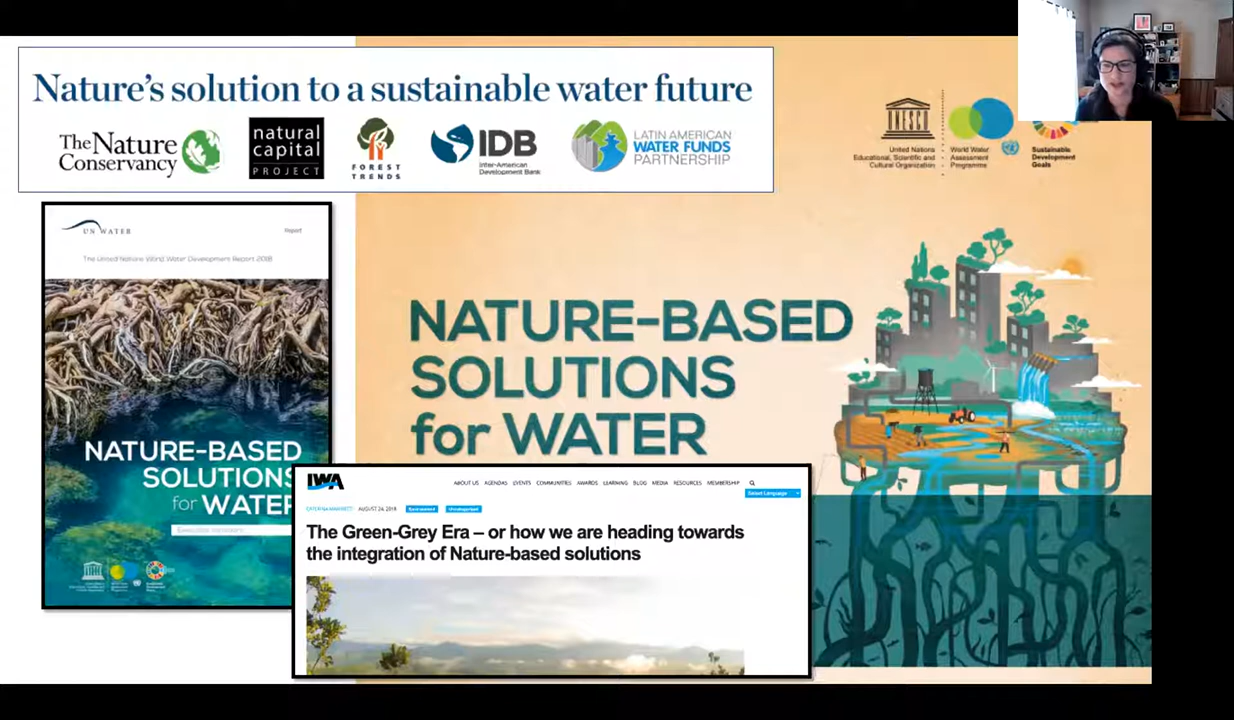 Nature's solution to a sustainable water future
The Nature
Conservancy
natural
capital
PROJECT
FOREST
TRENDS
IDB
Inter-American
Development Bank
LATIN AMERICAN
WATER FUNDS
PARTNERSHIP
UNESCO
United Nations
Educational, Scientific and
Cultural Organization
World Water
Assessment
Programme
Sustainable
Development
Goals
UN WATER
Report
The United Nations World Water Development Report 2018
NATURE-BASED
SOLUTIONS
for WATER
NATURE-BASED
SOLUTIONS
for WATER
IWA
ABOUT US AGENDAS EVENTS COMMUNITIES AWARDS LEARNING BLOG MEDIA RESOURCES MEMBERSHIP
Select Language
AUGUST 24, 2018
The Green-Grey Era – or how we are heading towards
the integration of Nature-based solutions